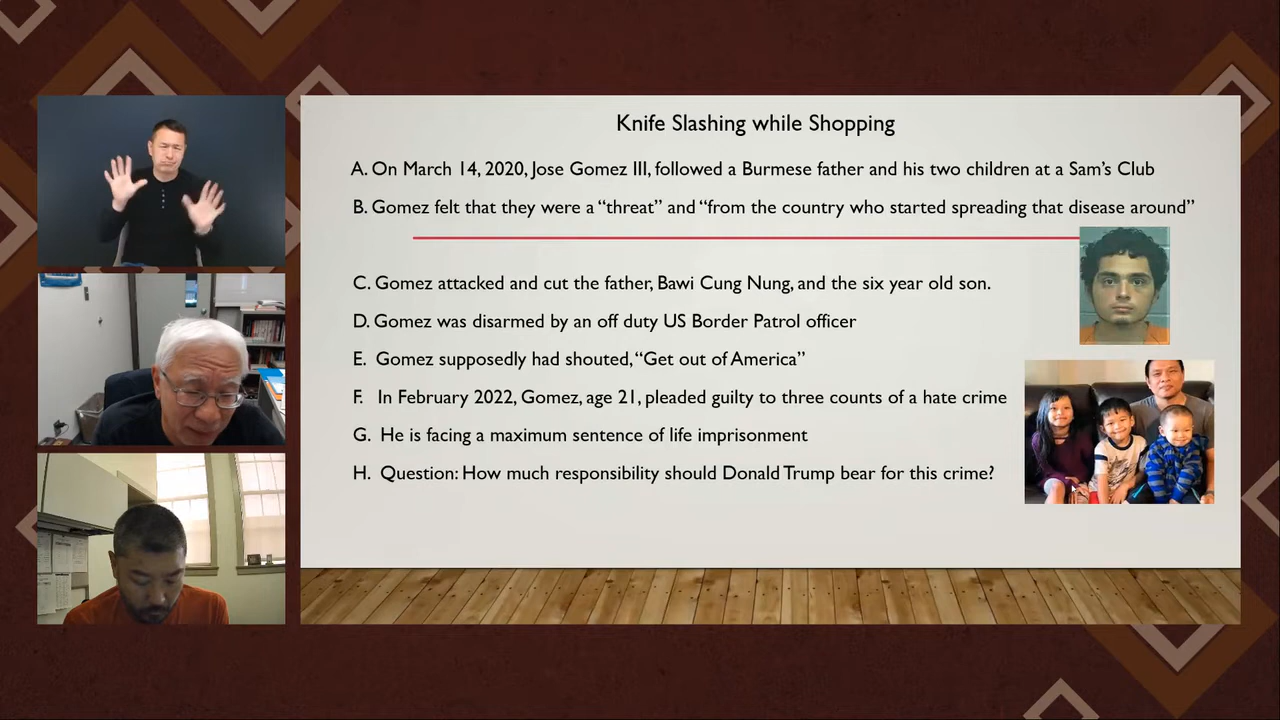 Knife Slashing while Shopping
A. On March 14, 2020, Jose Gomez III, followed a Burmese father and his two children at a Sam’s Club
B. Gomez felt that they were a “threat” and “from the country who started spreading that disease around”
C. Gomez attacked and cut the father, Bawi Cung Nung, and the six year old son.
D. Gomez was disarmed by an off duty US Border Patrol officer
E. Gomez supposedly had shouted, “Get out of America”
F. In February 2022, Gomez, age 21, pleaded guilty to three counts of a hate crime
G. He is facing a maximum sentence of life imprisonment
H. Question: How much responsibility should Donald Trump bear for this crime?